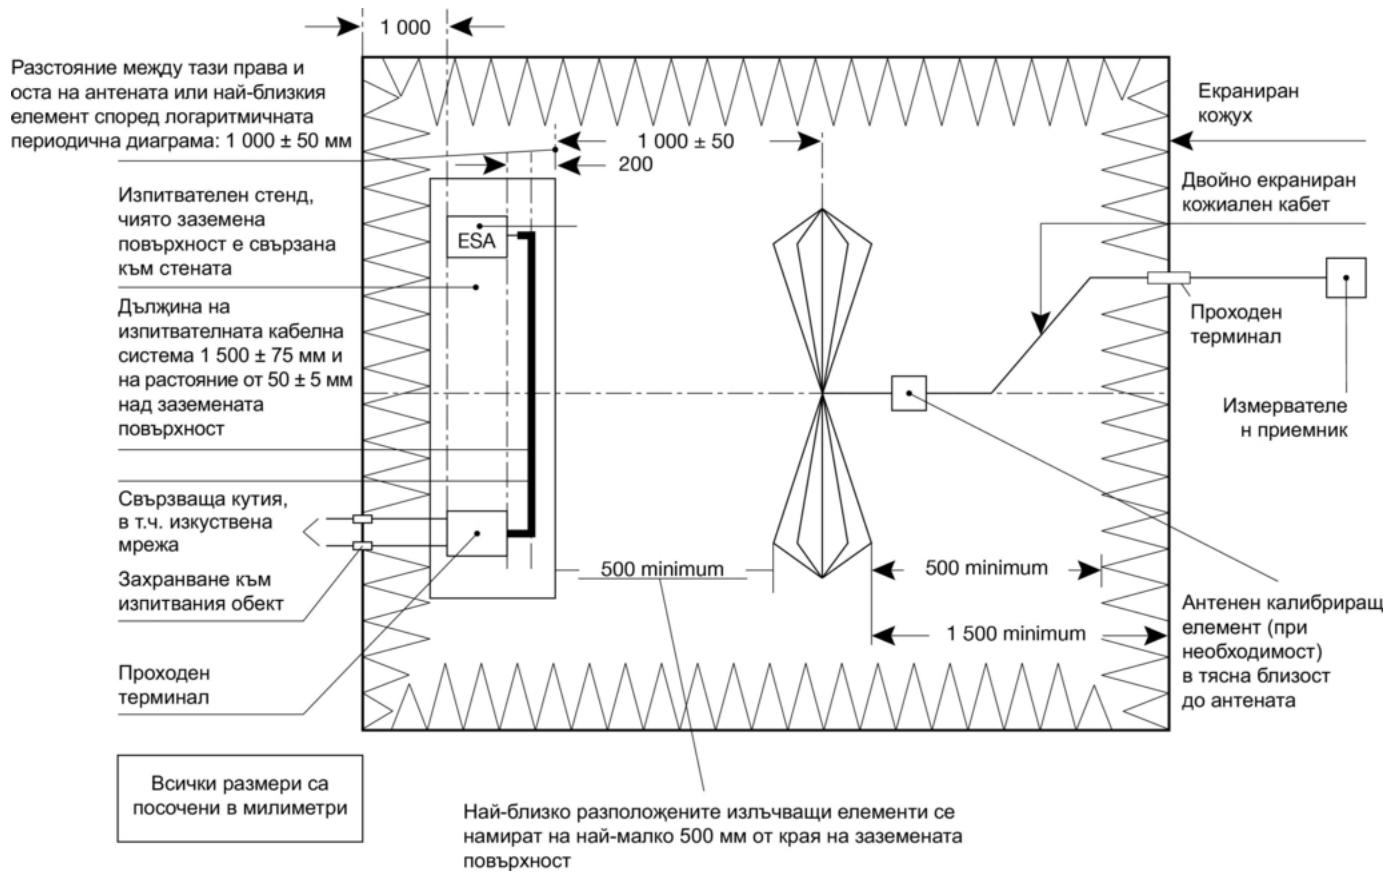 1 000
Разстояние между тази права и
оста на антената или най-близкия
елемент според логаритмичната
периодична диаграма: 1 000 ± 50 мм
1 000 ± 50
200
Екраниран
кожух
Изпитвателен стенд,
чиято заземена
повърхност е свързана
към стената
ESA
Двойно екраниран
кожиален кабет
Дължина на
изпитвателната кабелна
система 1 500 ± 75 мм и
на растояние от 50 ± 5 мм
над заземената
повърхност
Проходен
терминал
Измервателе
н приемник
Свързваща кутия,
в т.ч. изкуствена
мрежа
Захранване към
изпитвания обект
500 minimum
500 minimum
1 500 minimum
Антенен калибриращ
елемент (при
необходимост)
в тясна близост
до антената
Проходен
терминал
Всички размери са
посочени в милиметри
Най-близко разположените излъчващи елементи се
намират на най-малко 500 мм от края на заземената
повърхност